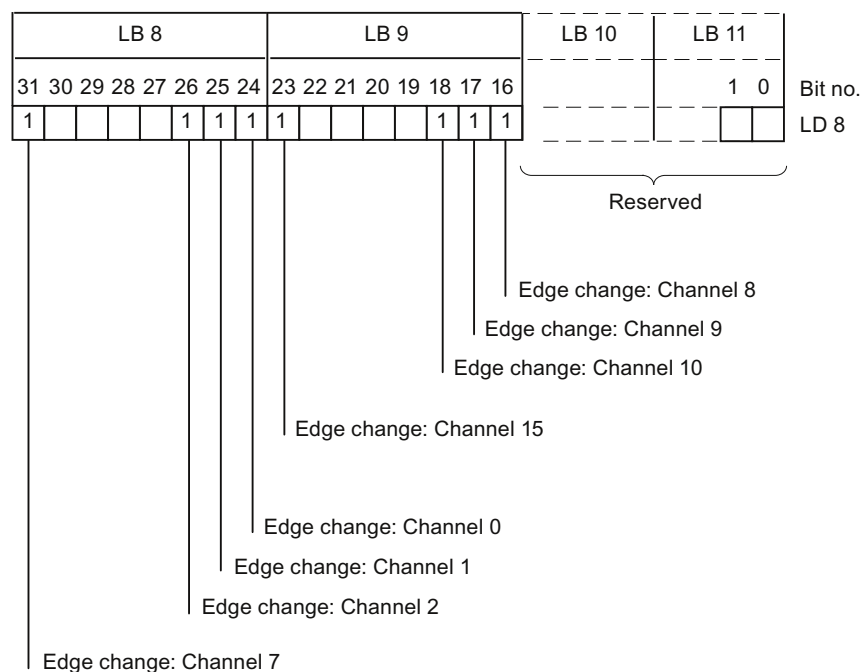 LB 8 LB 9 LB 10 LB 11
31 30 29 28 27 26 25 24 23 22 21 20 19 18 17 16 1 0 Bit no.
1 1 1 1 1 1 1 1 LD 8
Reserved
Edge change: Channel 8
Edge change: Channel 9
Edge change: Channel 10
Edge change: Channel 15
Edge change: Channel 0
Edge change: Channel 1
Edge change: Channel 2
Edge change: Channel 7